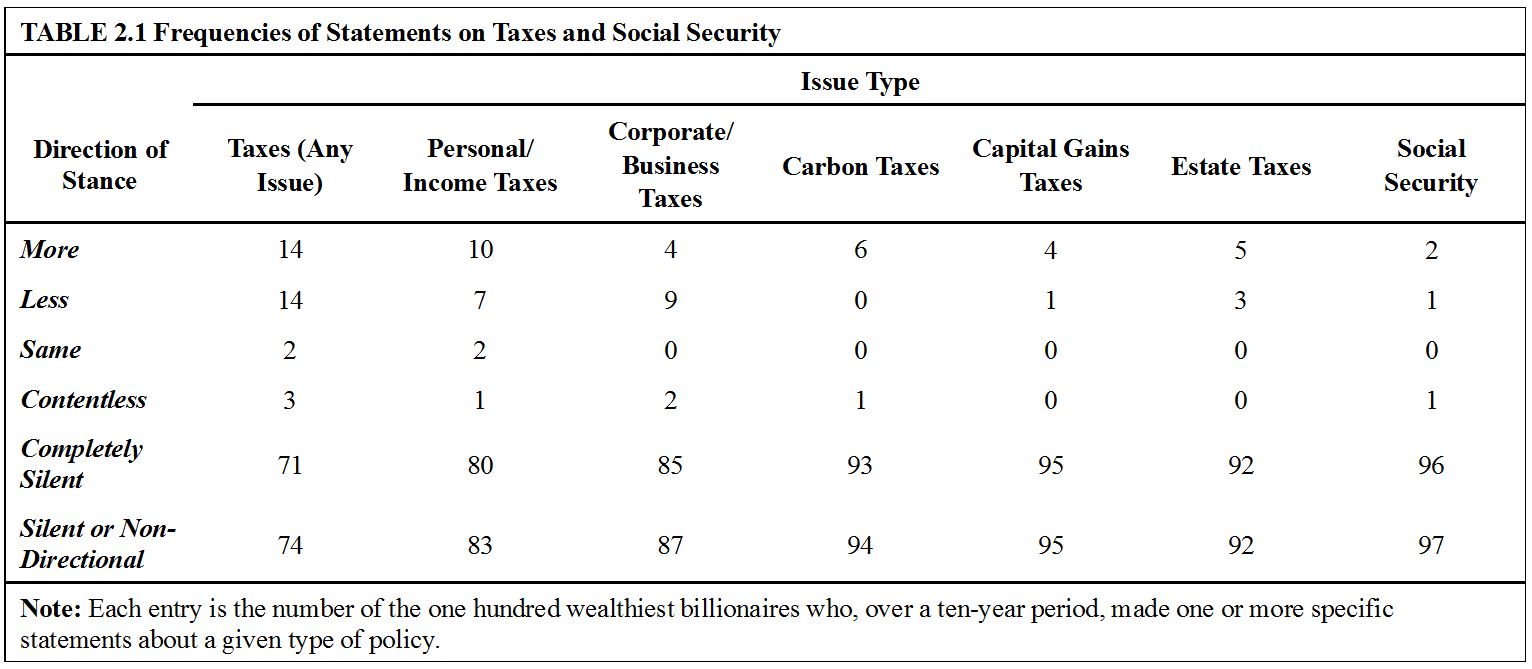 TABLE 2.1 Frequencies of Statements on Taxes and Social Security
Issue Type
Direction of Stance | Taxes (Any Issue) | Personal/ Income Taxes | Corporate/ Business Taxes | Carbon Taxes | Capital Gains Taxes | Estate Taxes | Social Security
More 14 10 4 6 4 5 2
Less 14 7 9 0 1 3 1
Same 2 2 0 0 0 0 0
Contentless 3 1 2 1 0 0 1
Completely Silent 71 80 85 93 95 92 96
Silent or Non-Directional 74 83 87 94 95 92 97
Note: Each entry is the number of the one hundred wealthiest billionaires who, over a ten-year period, made one or more specific
statements about a given type of policy.